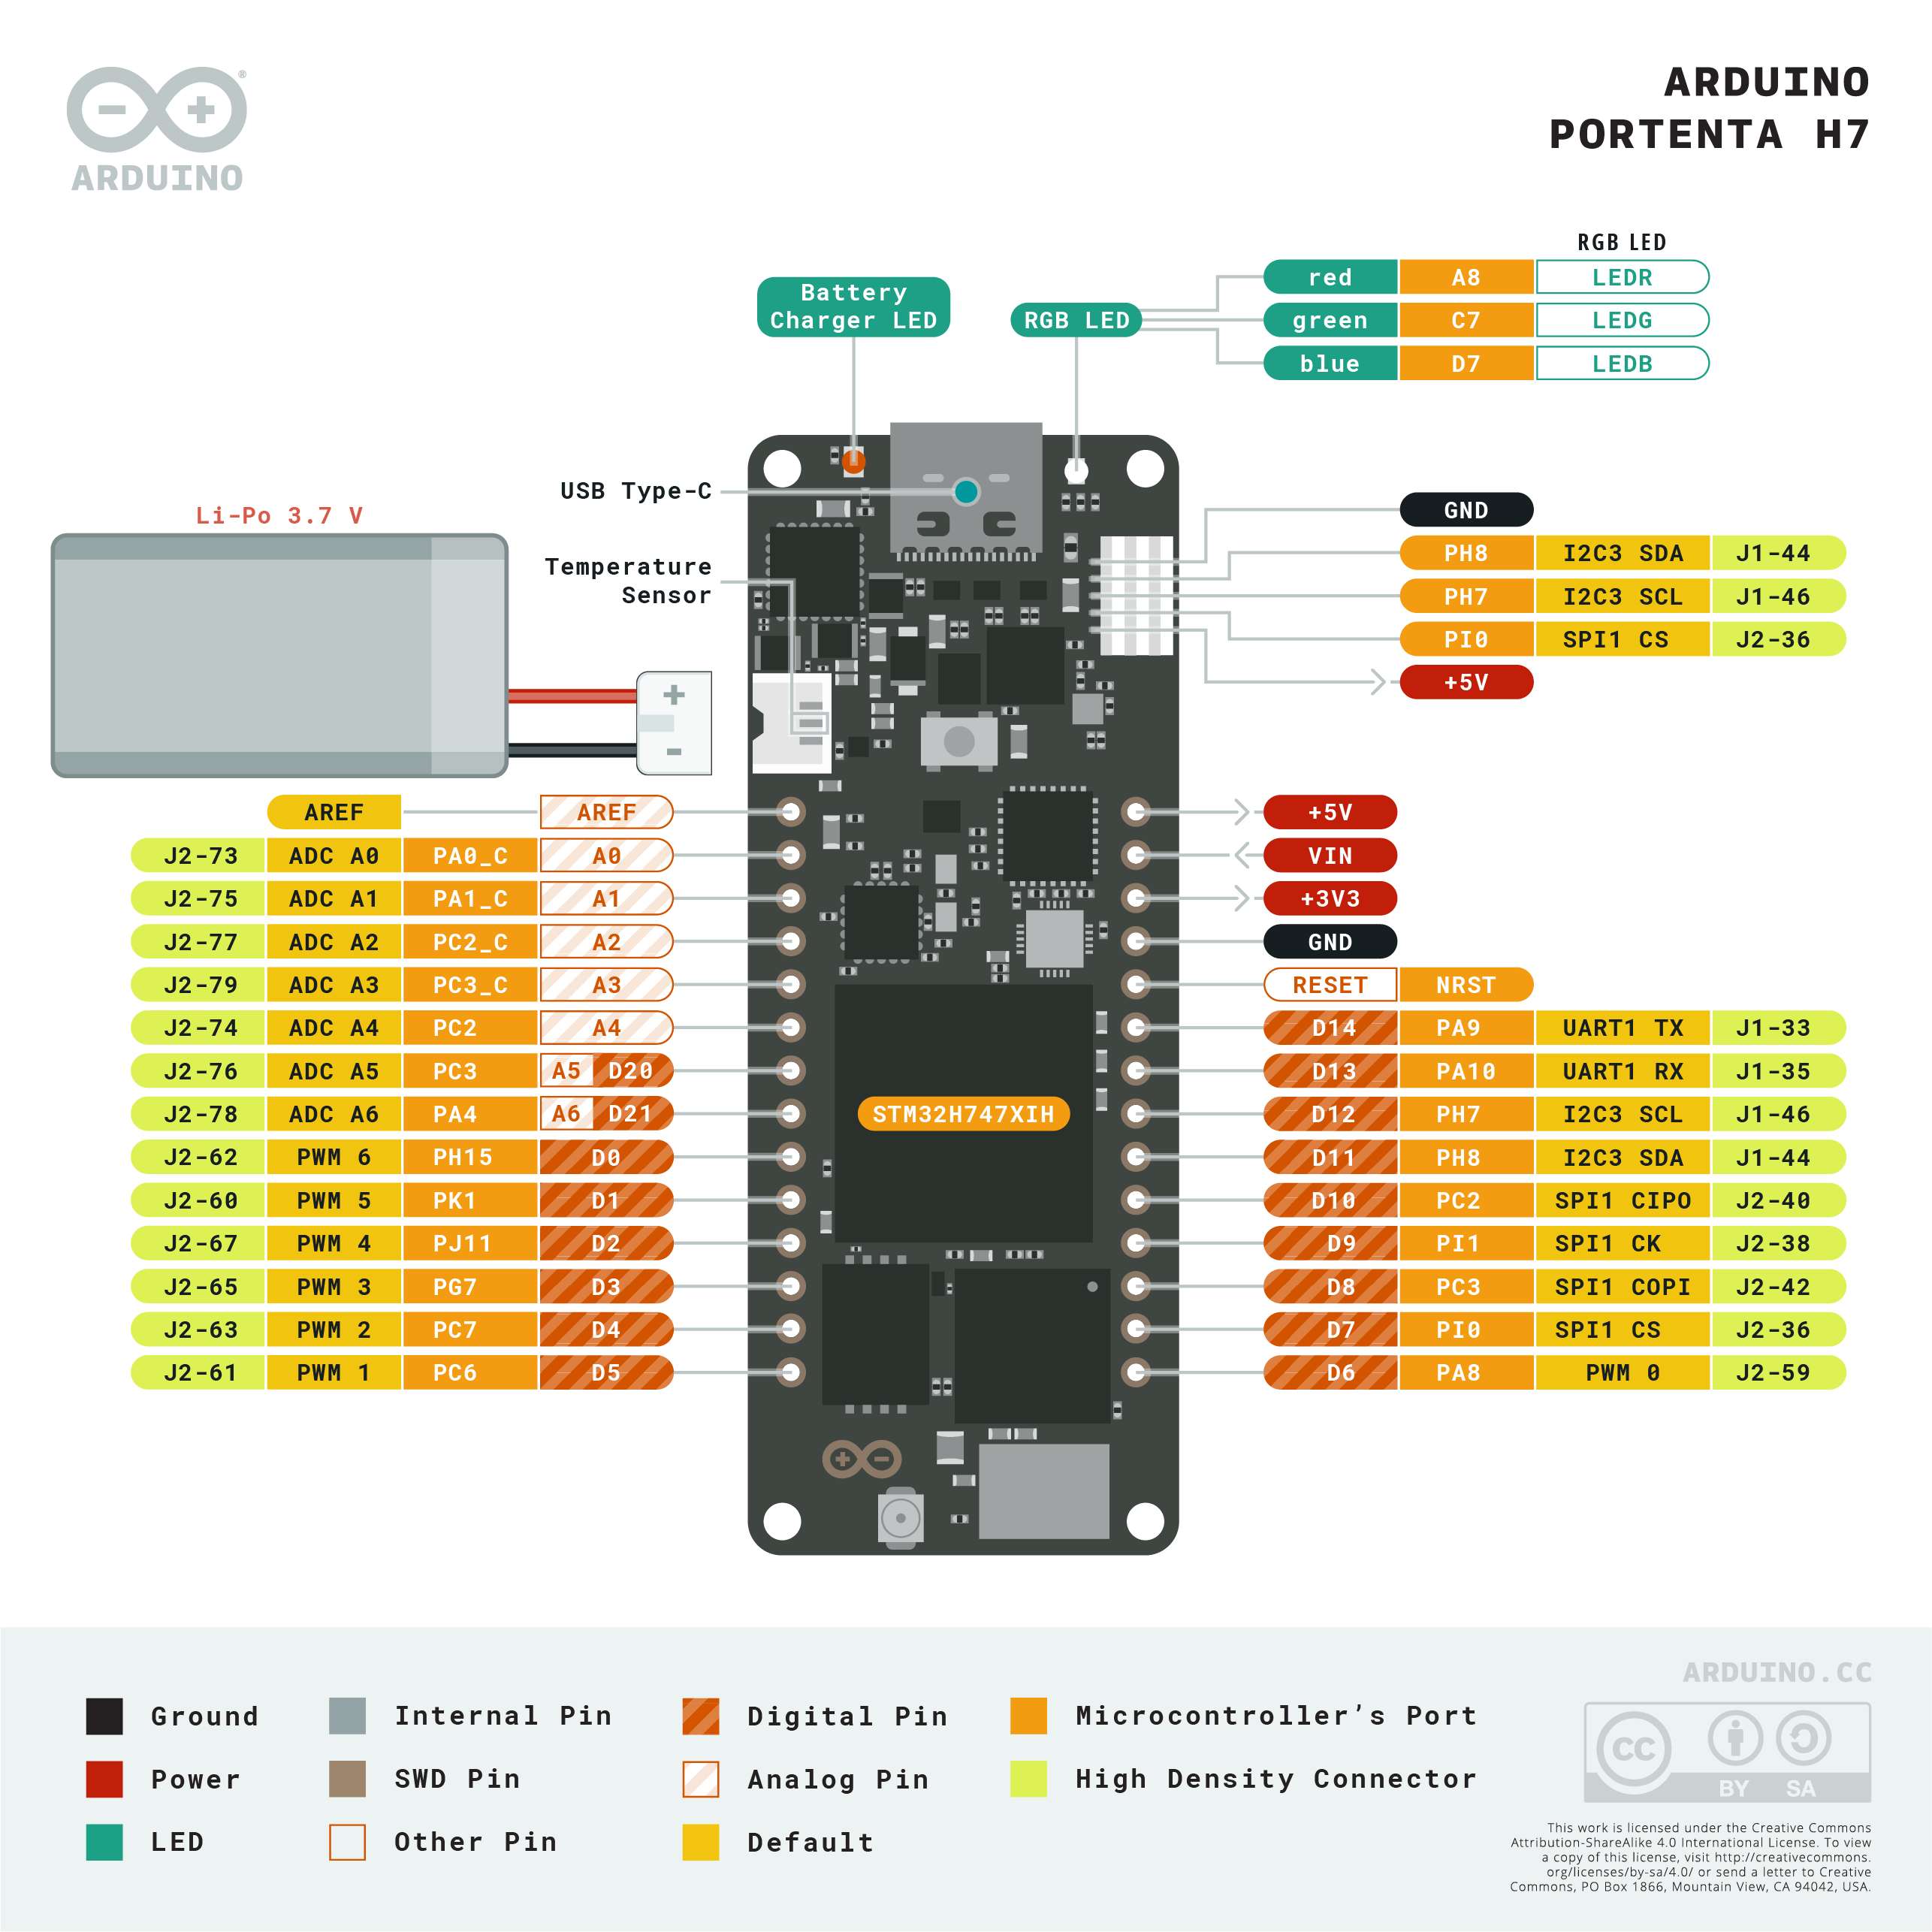 ARDUINO
PORTENTA H7
®
ARDUINO
RGB LED
red A8 LEDR
green C7 LEDG
blue D7 LEDB
Battery
Charger LED
RGB LED
USB Type-C
Temperature
Sensor
Li-Po 3.7 V
+
-
GND
PH8 I2C3 SDA J1-44
PH7 I2C3 SCL J1-46
PI0 SPI1 CS J2-36
+5V
AREF AREF
J2-73 ADC A0 PA0_C A0
J2-75 ADC A1 PA1_C A1
J2-77 ADC A2 PC2_C A2
J2-79 ADC A3 PC3_C A3
J2-74 ADC A4 PC2 A4
J2-76 ADC A5 PC3 A5 D20
J2-78 ADC A6 PA4 A6 D21
J2-62 PWM 6 PH15 D0
J2-60 PWM 5 PK1 D1
J2-67 PWM 4 PJ11 D2
J2-65 PWM 3 PG7 D3
J2-63 PWM 2 PC7 D4
J2-61 PWM 1 PC6 D5
STM32H747XIH
+5V
VIN
+3V3
GND
RESET NRST
D14 PA9 UART1 TX J1-33
D13 PA10 UART1 RX J1-35
D12 PH7 I2C3 SCL J1-46
D11 PH8 I2C3 SDA J1-44
D10 PC2 SPI1 CIPO J2-40
D9 PI1 SPI1 CK J2-38
D8 PC3 SPI1 COPI J2-42
D7 PI0 SPI1 CS J2-36
D6 PA8 PWM 0 J2-59
Ground
Power
LED
Internal Pin
SWD Pin
Other Pin
Digital Pin
Analog Pin
Default
Microcontroller’s Port
High Density Connector
ARDUINO.CC
CC
BY SA
This work is licensed under the Creative Commons
Attribution-ShareAlike 4.0 International License. To view
a copy of this license, visit http://creativecommons.
org/licenses/by-sa/4.0/ or send a letter to Creative
Commons, PO Box 1866, Mountain View, CA 94042, USA.